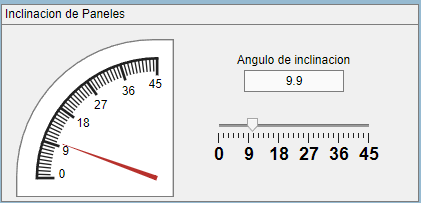 Inclinacion de Paneles
Angulo de inclinacion
9.9
0 9 18 27 36 45
0 9 18 27 36 45